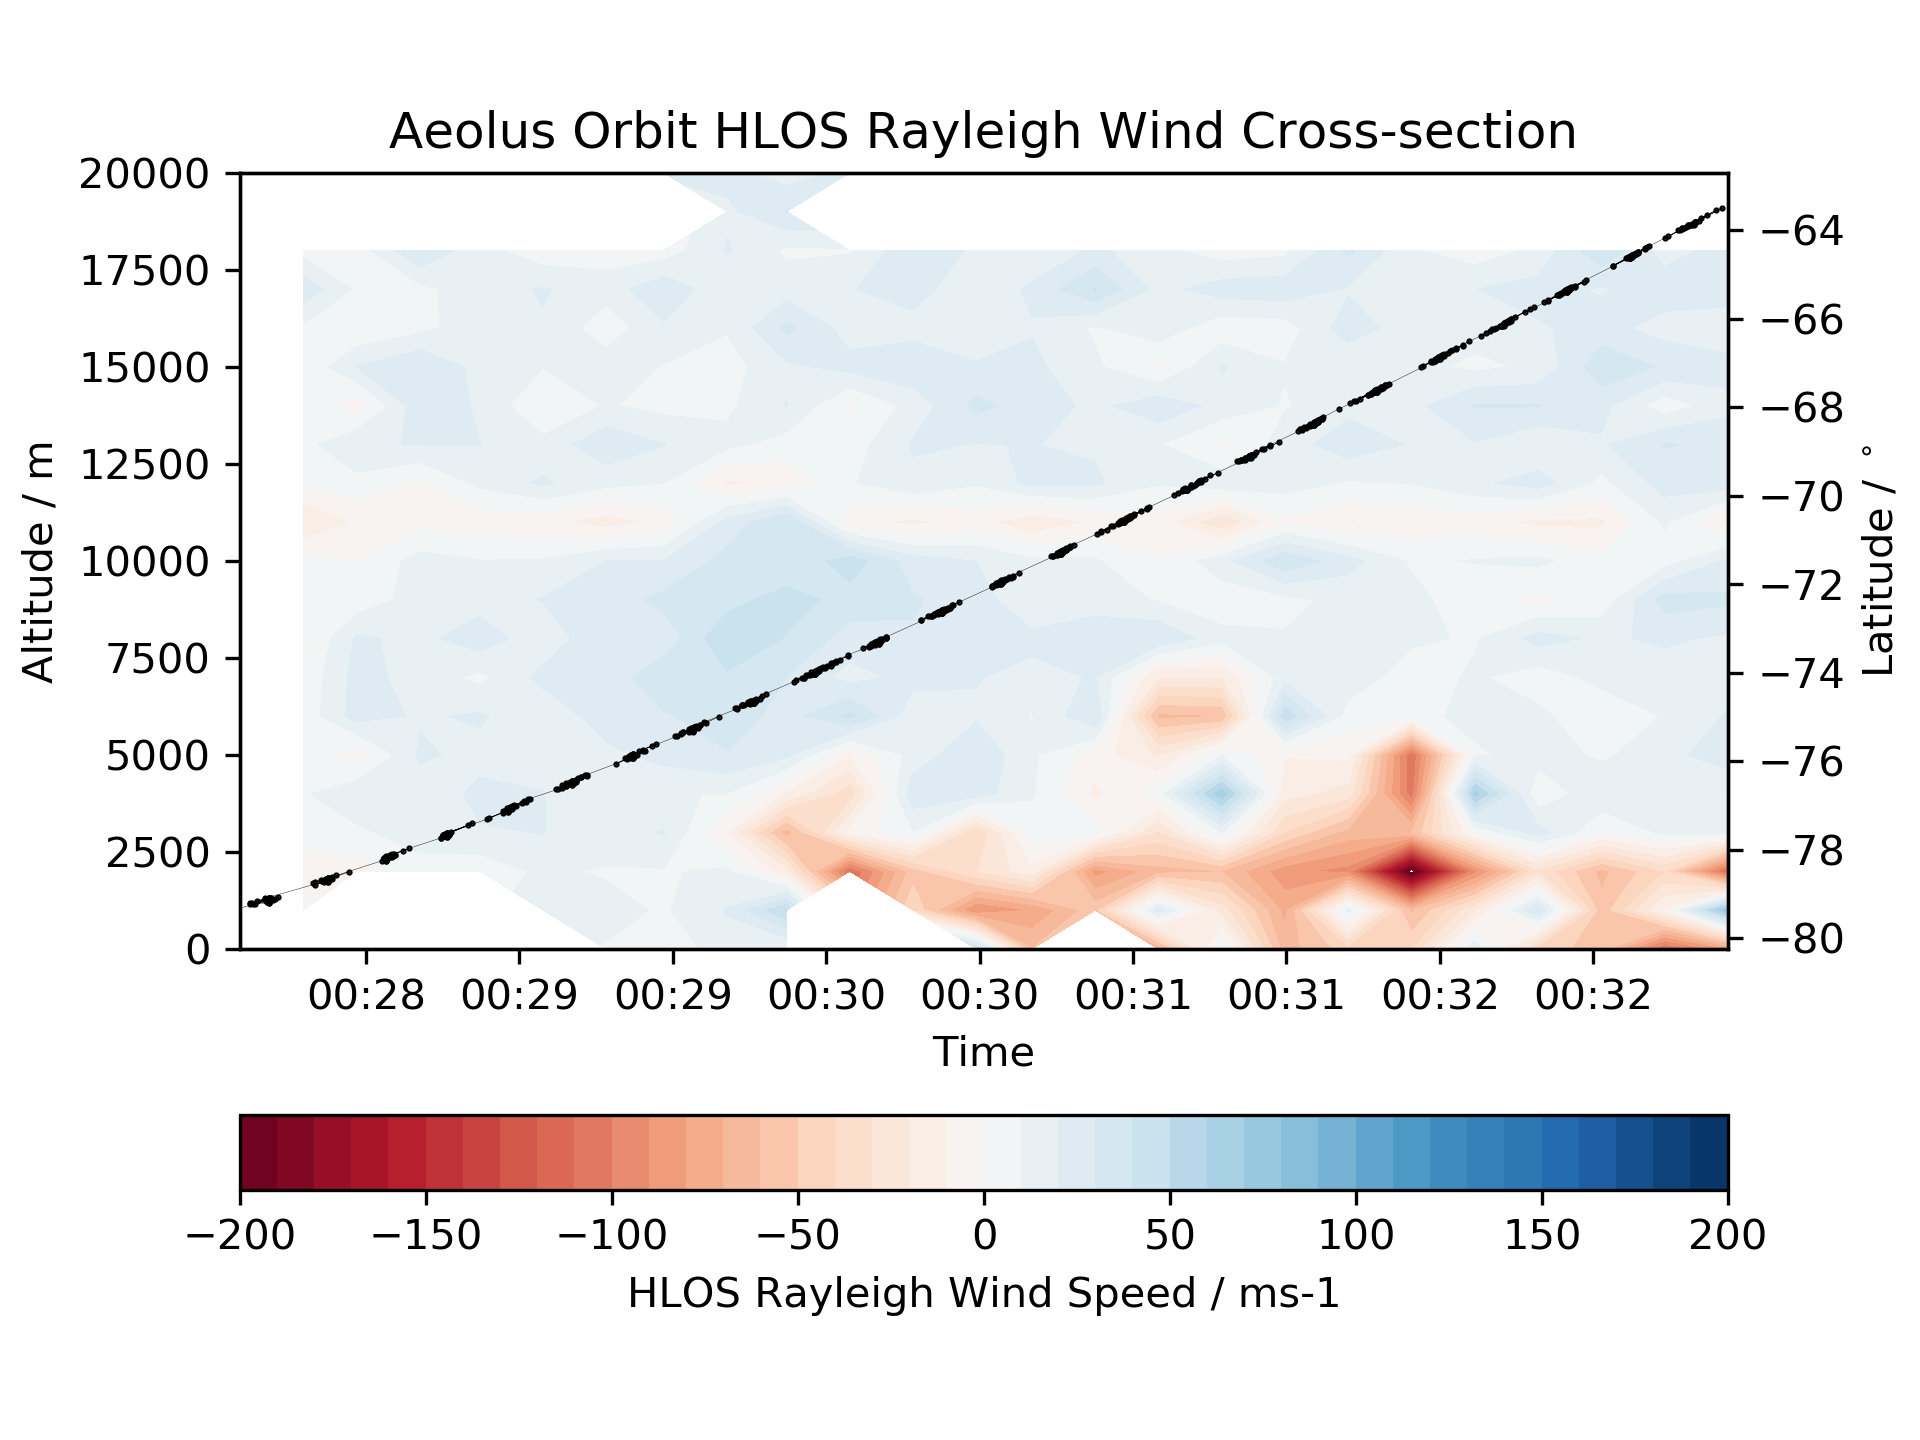 Aeolus Orbit HLOS Rayleigh Wind Cross-section
20000
17500
15000
12500
10000
7500
5000
2500
0
Altitude / m
−64
−66
−68
−70
−72
−74
−76
−78
−80
Latitude / °
00:28 00:29 00:29 00:30 00:30 00:31 00:31 00:32 00:32
Time
−200 −150 −100 −50 0 50 100 150 200
HLOS Rayleigh Wind Speed / ms-1